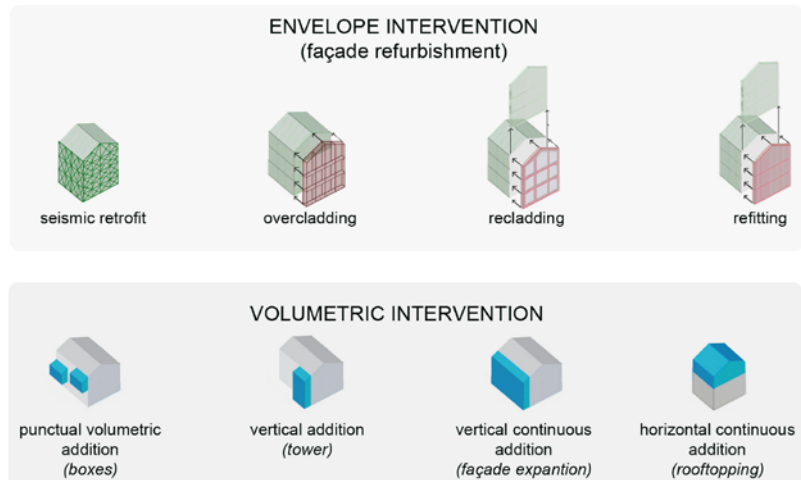 ENVELOPE INTERVENTION
(façade refurbishment)
seismic retrofit
overcladding
recladding
refitting
VOLUMETRIC INTERVENTION
punctual volumetric
addition
(boxes)
vertical addition
(tower)
vertical continuous
addition
(façade expantion)
horizontal continuous
addition
(rooftopping)